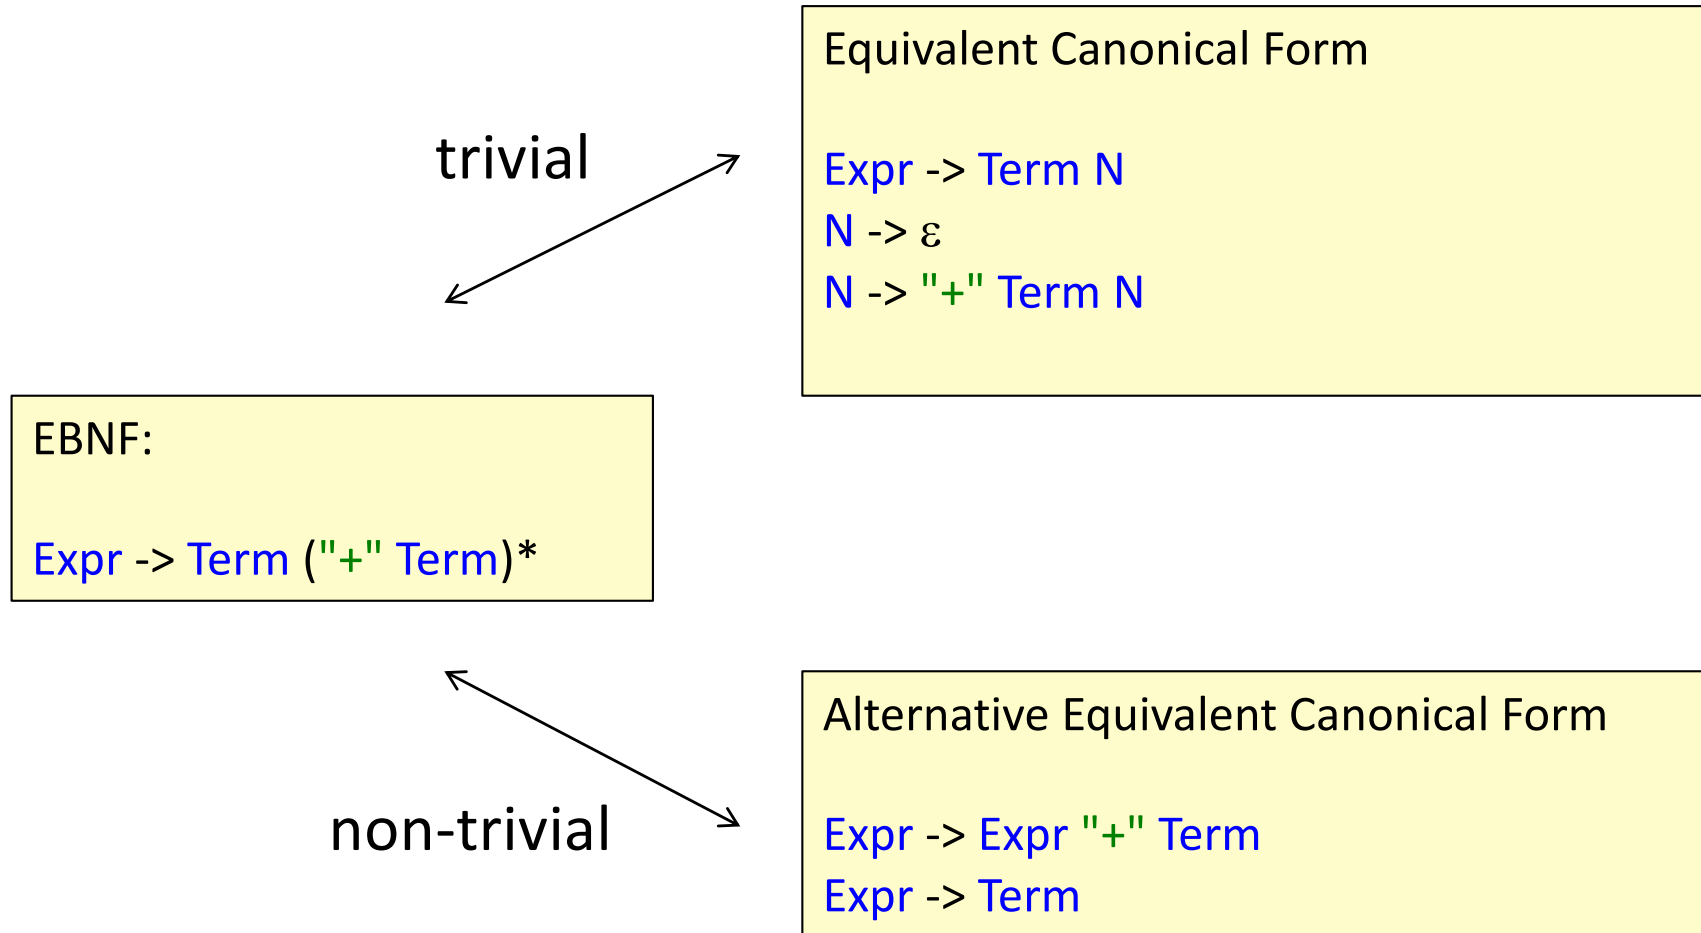 Equivalent Canonical Form
trivial
Expr -> Term N
N -> ε
N -> "+" Term N
EBNF:
Expr -> Term ("+" Term)*
Alternative Equivalent Canonical Form
non-trivial
Expr -> Expr "+" Term
Expr -> Term